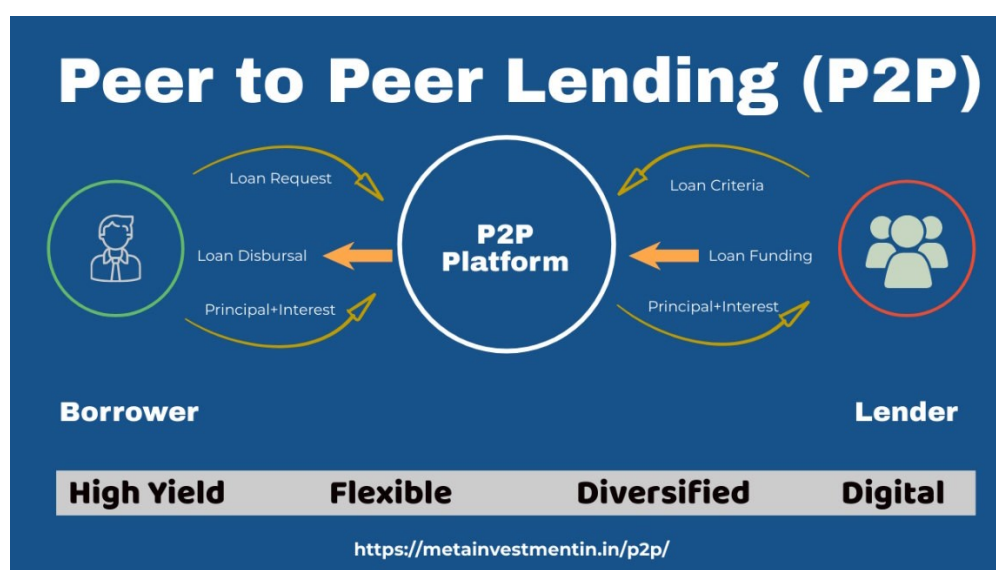 Peer to Peer Lending (P2P)
Loan Request
Loan Criteria
P2P
Platform
Loan Disbursal
Loan Funding
Principal+Interest
Principal+Interest
Borrower
Lender
High Yield Flexible Diversified Digital
https://metainvestmentin.in/p2p/